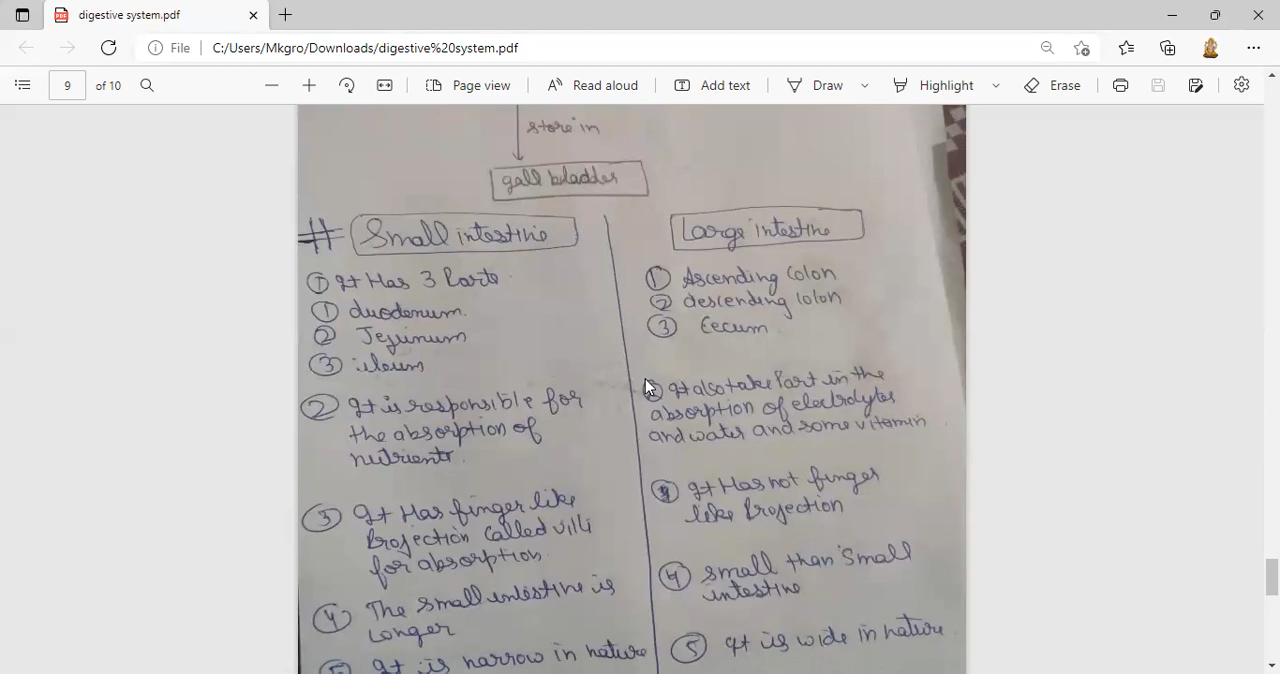 digestive system.pdf
File
C:/Users/Mkgro/Downloads/digestive%20system.pdf
9
of 10
Page view
Read aloud
Add text
Draw
Highlight
Erase
store in
gall bladder
# Small intestine
① It Has 3 Parts
① duodenum.
② Jejunum
③ ileum
② It is responsible for
the absorption of
nutrient.
③ It Has finger like
Projection called villi
for absorption.
④ The small intestine is
Longer
⑤ It is narrow in nature
Large intestine
① Ascending Colon
② descending colon
③ Cecum
② It also take Part in the
absorption of electrolytes
and water and some vitamin
It Has not finger
like Projection
④ small than small
intestine
⑤ It is wide in nature